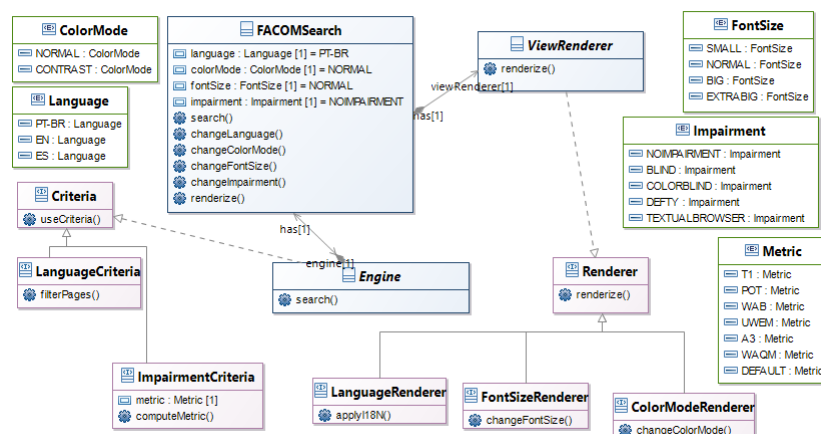 ColorMode
NORMAL : ColorMode
CONTRAST : ColorMode
Language
PT-BR : Language
EN : Language
ES : Language
FACOMSearch
language : Language [1] = PT-BR
colorMode : ColorMode [1] = NORMAL
fontSize : FontSize [1] = NORMAL
impairment : Impairment [1] = NOIMPAIRMENT
search()
changeLanguage()
changeColorMode()
changeFontSize()
changeImpairment()
renderize()
ViewRenderer
renderize()
viewRenderer[1]
has[1]
FontSize
SMALL : FontSize
NORMAL : FontSize
BIG : FontSize
EXTRABIG : FontSize
Impairment
NOIMPAIRMENT : Impairment
BLIND : Impairment
COLORBLIND : Impairment
DEFTY : Impairment
TEXTUALBROWSER : Impairment
Criteria
useCriteria()
has[1]
engine[1]
Engine
search()
LanguageCriteria
filterPages()
ImpairmentCriteria
metric : Metric [1]
computeMetric()
Renderer
renderize()
Metric
T1 : Metric
POT : Metric
WAB : Metric
UWEM : Metric
A3 : Metric
WAQM : Metric
DEFAULT : Metric
LanguageRenderer
applyI18N()
FontSizeRenderer
changeFontSize()
ColorModeRenderer
changeColorMode()